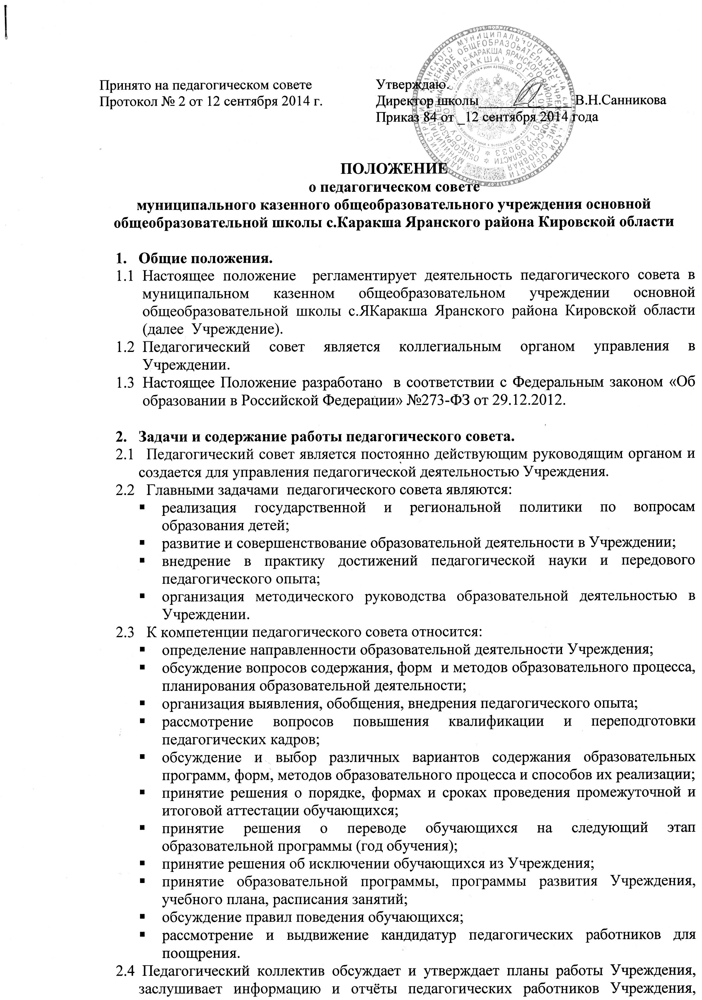 Принято на педагогическом совете
Протокол № 2 от 12 сентября 2014 г.
Утверждаю.
Директор школы____________ В.Н.Санникова
Приказ 84 от _12 сентября 2014 года
ПОЛОЖЕНИЕ
о педагогическом совете
муниципального казенного общеобразовательного учреждения основной
общеобразовательной школы с.Каракша Яранского района Кировской области
1. Общие положения.
1.1 Настоящее положение регламентирует деятельность педагогического совета в
муниципальном казенном общеобразовательном учреждении основной
общеобразовательной школы с.ЯКаракша Яранского района Кировской области
(далее Учреждение).
1.2 Педагогический совет является коллегиальным органом управления в
Учреждении.
1.3 Настоящее Положение разработано в соответствии с Федеральным законом «Об
образовании в Российской Федерации» №273-ФЗ от 29.12.2012.
2. Задачи и содержание работы педагогического совета.
2.1 Педагогический совет является постоянно действующим руководящим органом и
создается для управления педагогической деятельностью Учреждения.
2.2 Главными задачами педагогического совета являются:
▪ реализация государственной и региональной политики по вопросам
образования детей;
▪ развитие и совершенствование образовательной деятельности в Учреждении;
▪ внедрение в практику достижений педагогической науки и передового
педагогического опыта;
▪ организация методического руководства образовательной деятельностью в
Учреждении.
2.3 К компетенции педагогического совета относится:
▪ определение направленности образовательной деятельности Учреждения;
▪ обсуждение вопросов содержания, форм и методов образовательного процесса,
планирования образовательной деятельности;
▪ организация выявления, обобщения, внедрения педагогического опыта;
▪ рассмотрение вопросов повышения квалификации и переподготовки
педагогических кадров;
▪ обсуждение и выбор различных вариантов содержания образовательных
программ, форм, методов образовательного процесса и способов их реализации;
▪ принятие решения о порядке, формах и сроках проведения промежуточной и
итоговой аттестации обучающихся;
▪ принятие решения о переводе обучающихся на следующий этап
образовательной программы (год обучения);
▪ принятие решения об исключении обучающихся из Учреждения;
▪ принятие образовательной программы, программы развития Учреждения,
учебного плана, расписания занятий;
▪ обсуждение правил поведения обучающихся;
▪ рассмотрение и выдвижение кандидатур педагогических работников для
поощрения.
2.4 Педагогический коллектив обсуждает и утверждает планы работы Учреждения,
заслушивает информацию и отчёты педагогических работников Учреждения,